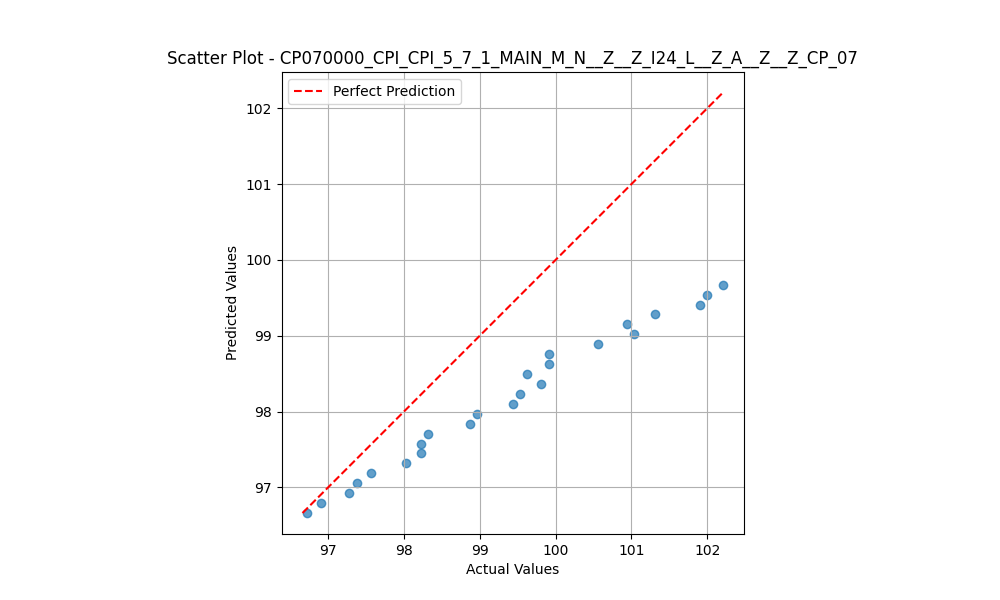 Scatter Plot - CP070000_CPI_CPI_5_7_1_MAIN_M_N__Z__Z_I24_L__Z_A__Z__Z_CP_07
Perfect Prediction
102
101
100
99
98
97
Predicted Values
97 98 99 100 101 102
Actual Values